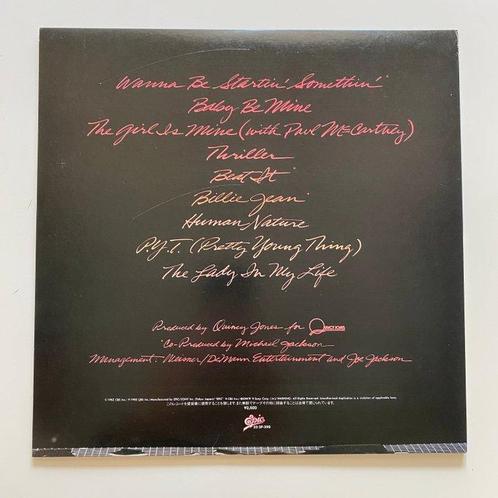 Wanna Be Startin' Somethin'*
Baby Be Mine
The Girl Is Mine (with Paul McCartney)
Thriller
Beat It*
Billie Jean*
Human Nature
P.Y.T. (Pretty Young Thing)
The Lady In My Life
Produced by Quincy Jones for
*Co-Produced by Michael Jackson
Management: Weisner/DeMann Entertainment and Joe Jackson
¥2,800
Epic